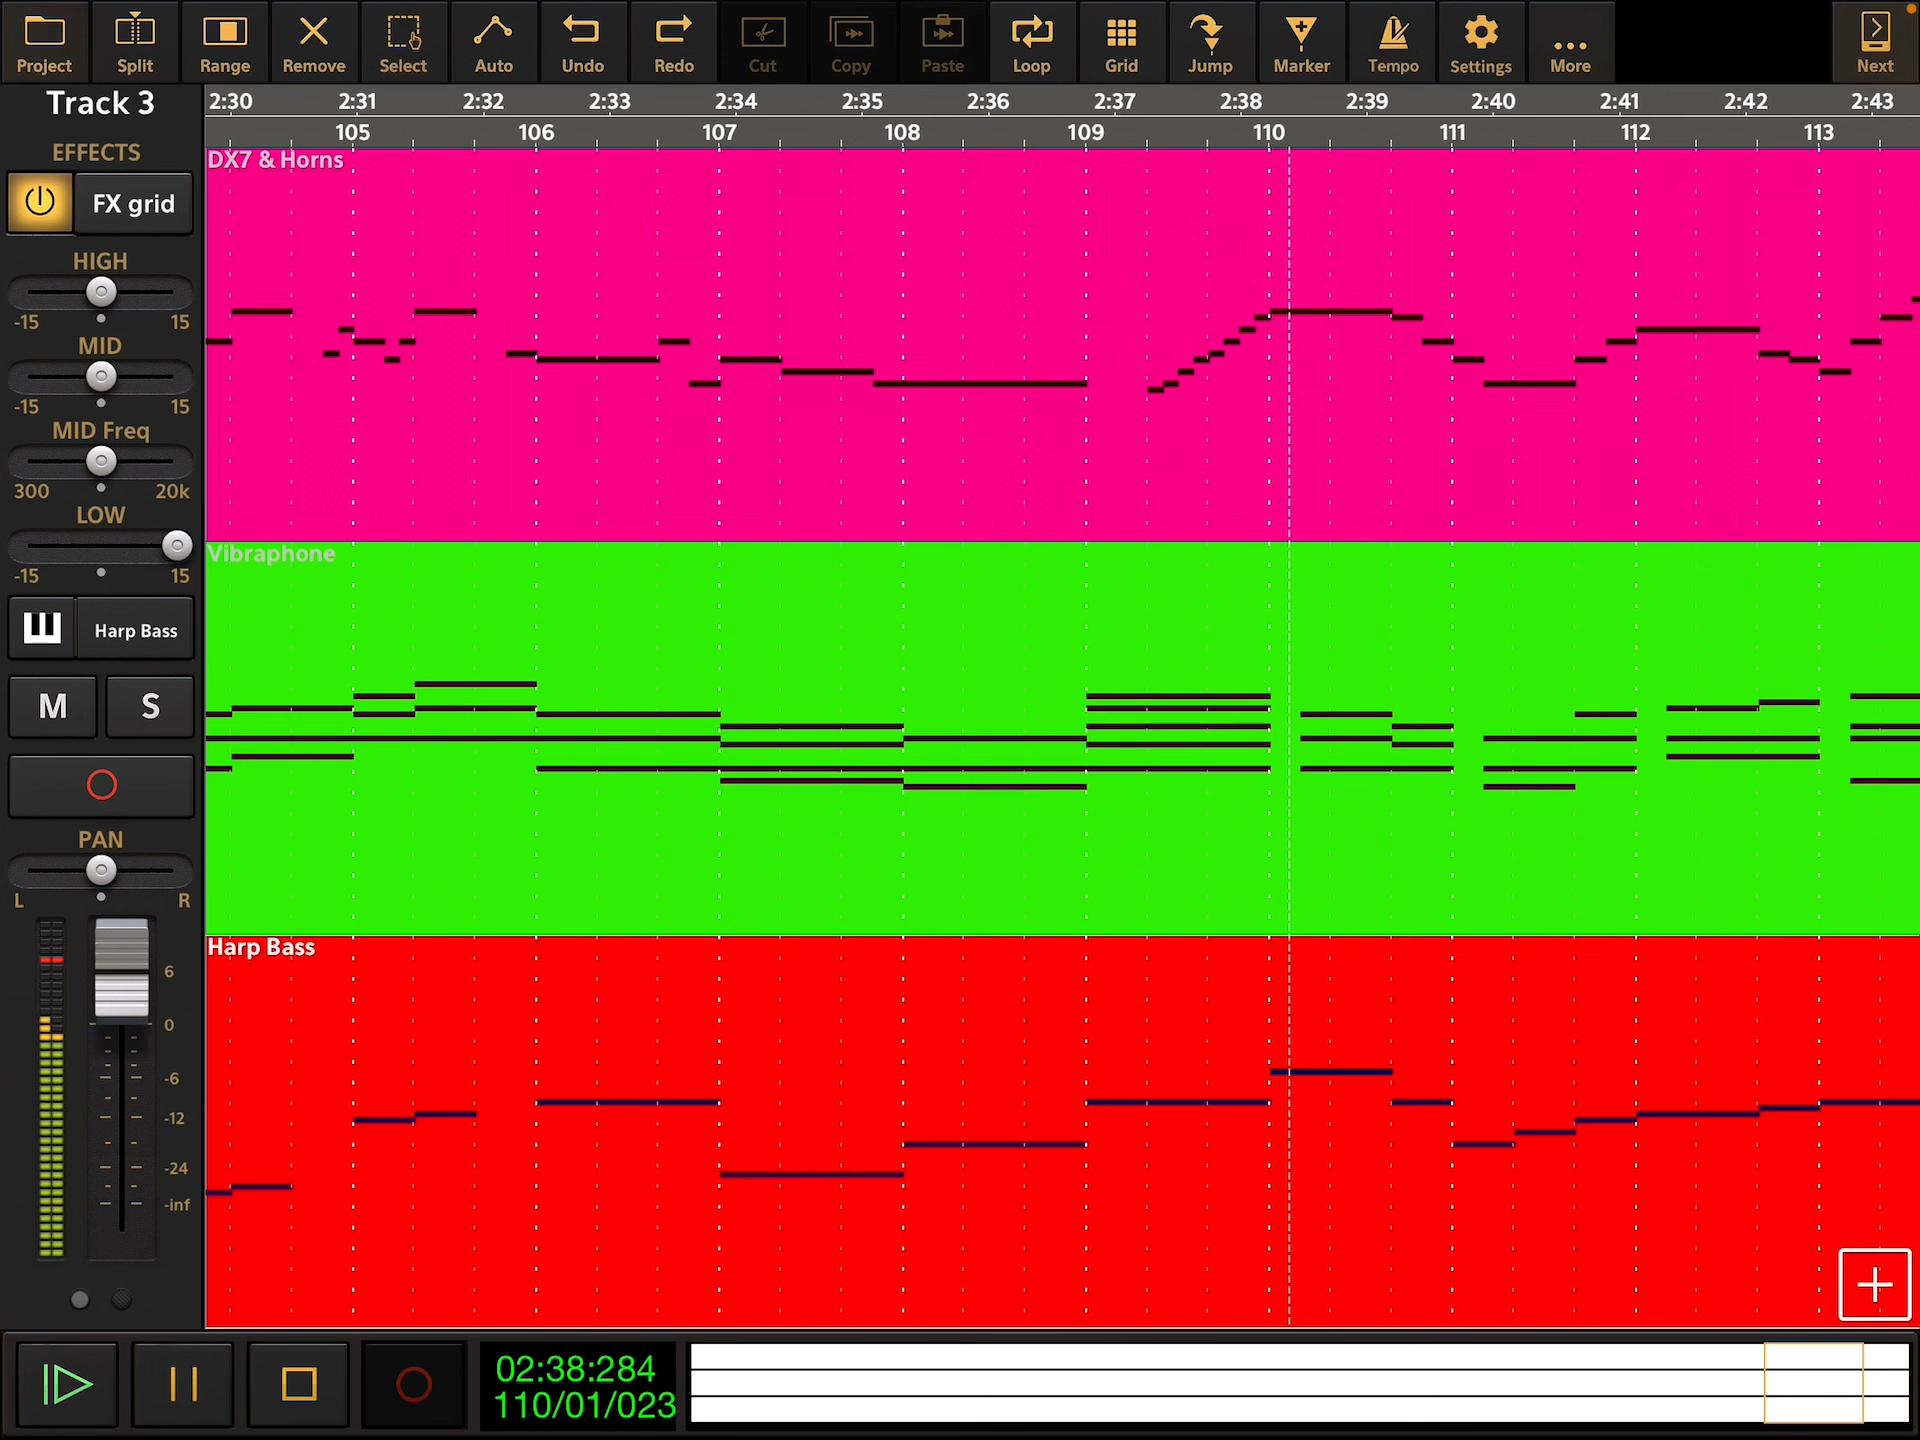 Project Split Range Remove Select Auto Undo Redo Cut Copy Paste Loop Grid Jump Marker Tempo Settings More Next
Track 3
2:30 2:31 2:32 2:33 2:34 2:35 2:36 2:37 2:38 2:39 2:40 2:41 2:42 2:43
105 106 107 108 109 110 111 112 113
EFFECTS
FX grid
HIGH
-15 15
MID
-15 15
MID Freq
300 20k
LOW
-15 15
Harp Bass
M S
PAN
L R
6
0
-6
-12
-24
-inf
DX7 & Horns
Vibraphone
Harp Bass
02:38:284
110/01/023